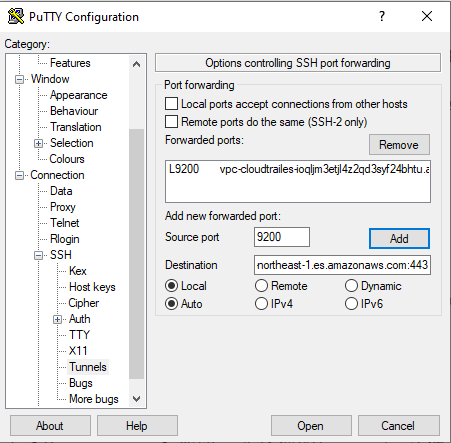 PuTTY Configuration
?
Category:
Features
Window
Appearance
Behaviour
Translation
Selection
Colours
Connection
Data
Proxy
Telnet
Rlogin
SSH
Kex
Host keys
Cipher
Auth
TTY
X11
Tunnels
Bugs
More bugs
Options controlling SSH port forwarding
Port forwarding
Local ports accept connections from other hosts
Remote ports do the same (SSH-2 only)
Forwarded ports:
Remove
L9200 vpc-cloudtrailes-ioqljm3etjl4z2qd3syf24bhtu.a
Add new forwarded port:
Source port 9200 Add
Destination northeast-1.es.amazonaws.com:443
Local Remote Dynamic
Auto IPv4 IPv6
About Help Open Cancel